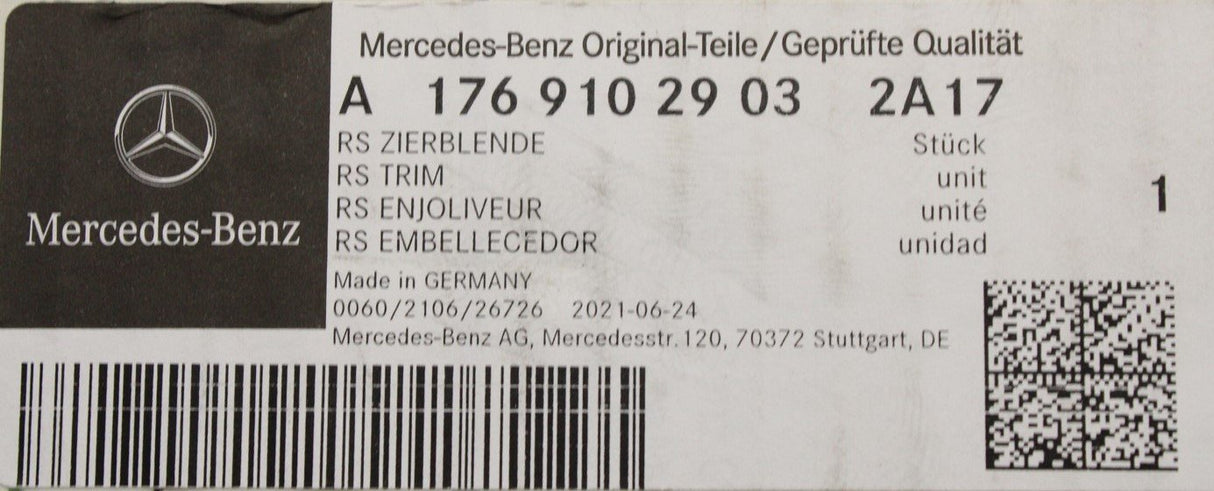 Mercedes-Benz Original-Teile/Geprüfte Qualität
A 176 910 29 03 2A17
RS ZIERBLENDE Stück
RS TRIM unit
RS ENJOLIVEUR unité
RS EMBELLECEDOR unidad
1
Mercedes-Benz
Made in GERMANY
0060/2106/26726 2021-06-24
Mercedes-Benz AG, Mercedesstr.120, 70372 Stuttgart, DE